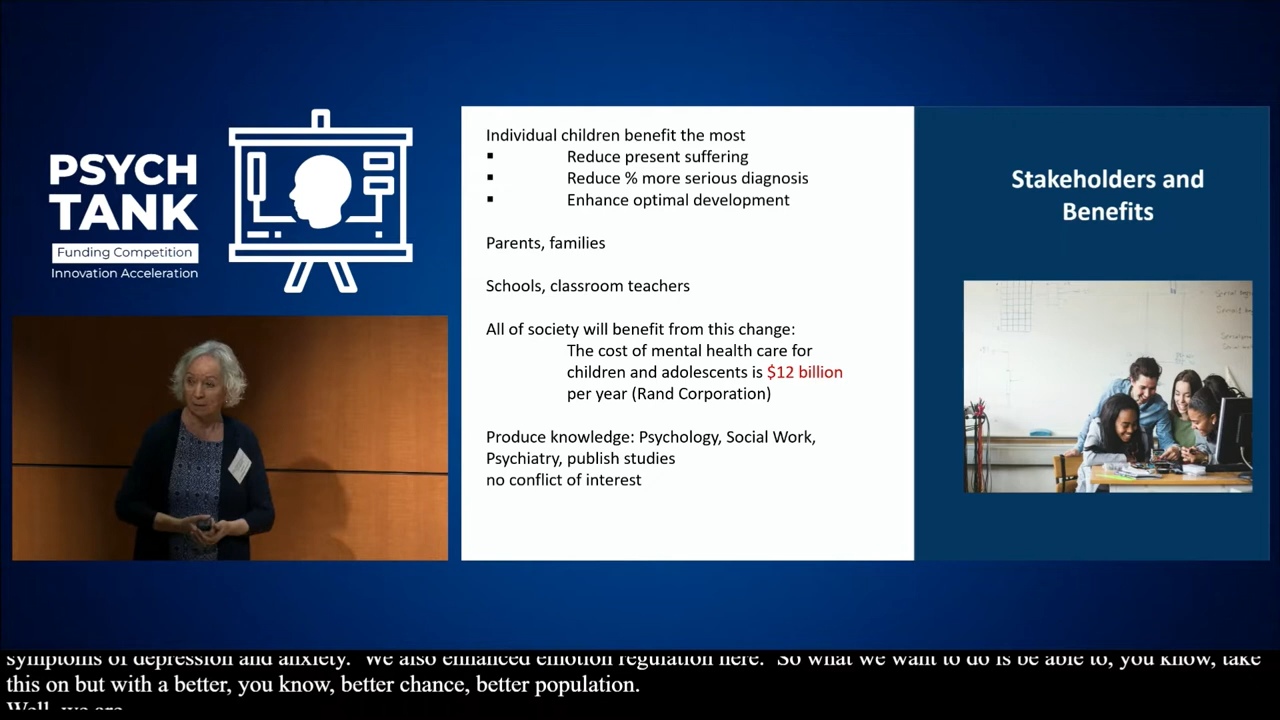 PSYCH
TANK
Funding Competition
Innovation Acceleration
Individual children benefit the most
▪ Reduce present suffering
▪ Reduce % more serious diagnosis
▪ Enhance optimal development
Parents, families
Schools, classroom teachers
All of society will benefit from this change:
The cost of mental health care for
children and adolescents is $12 billion
per year (Rand Corporation)
Produce knowledge: Psychology, Social Work,
Psychiatry, publish studies
no conflict of interest
Stakeholders and
Benefits
symptoms of depression and anxiety. We also enhanced emotion regulation here. So what we want to do is be able to, you know, take
this on but with a better, you know, better chance, better population.
Well, we are